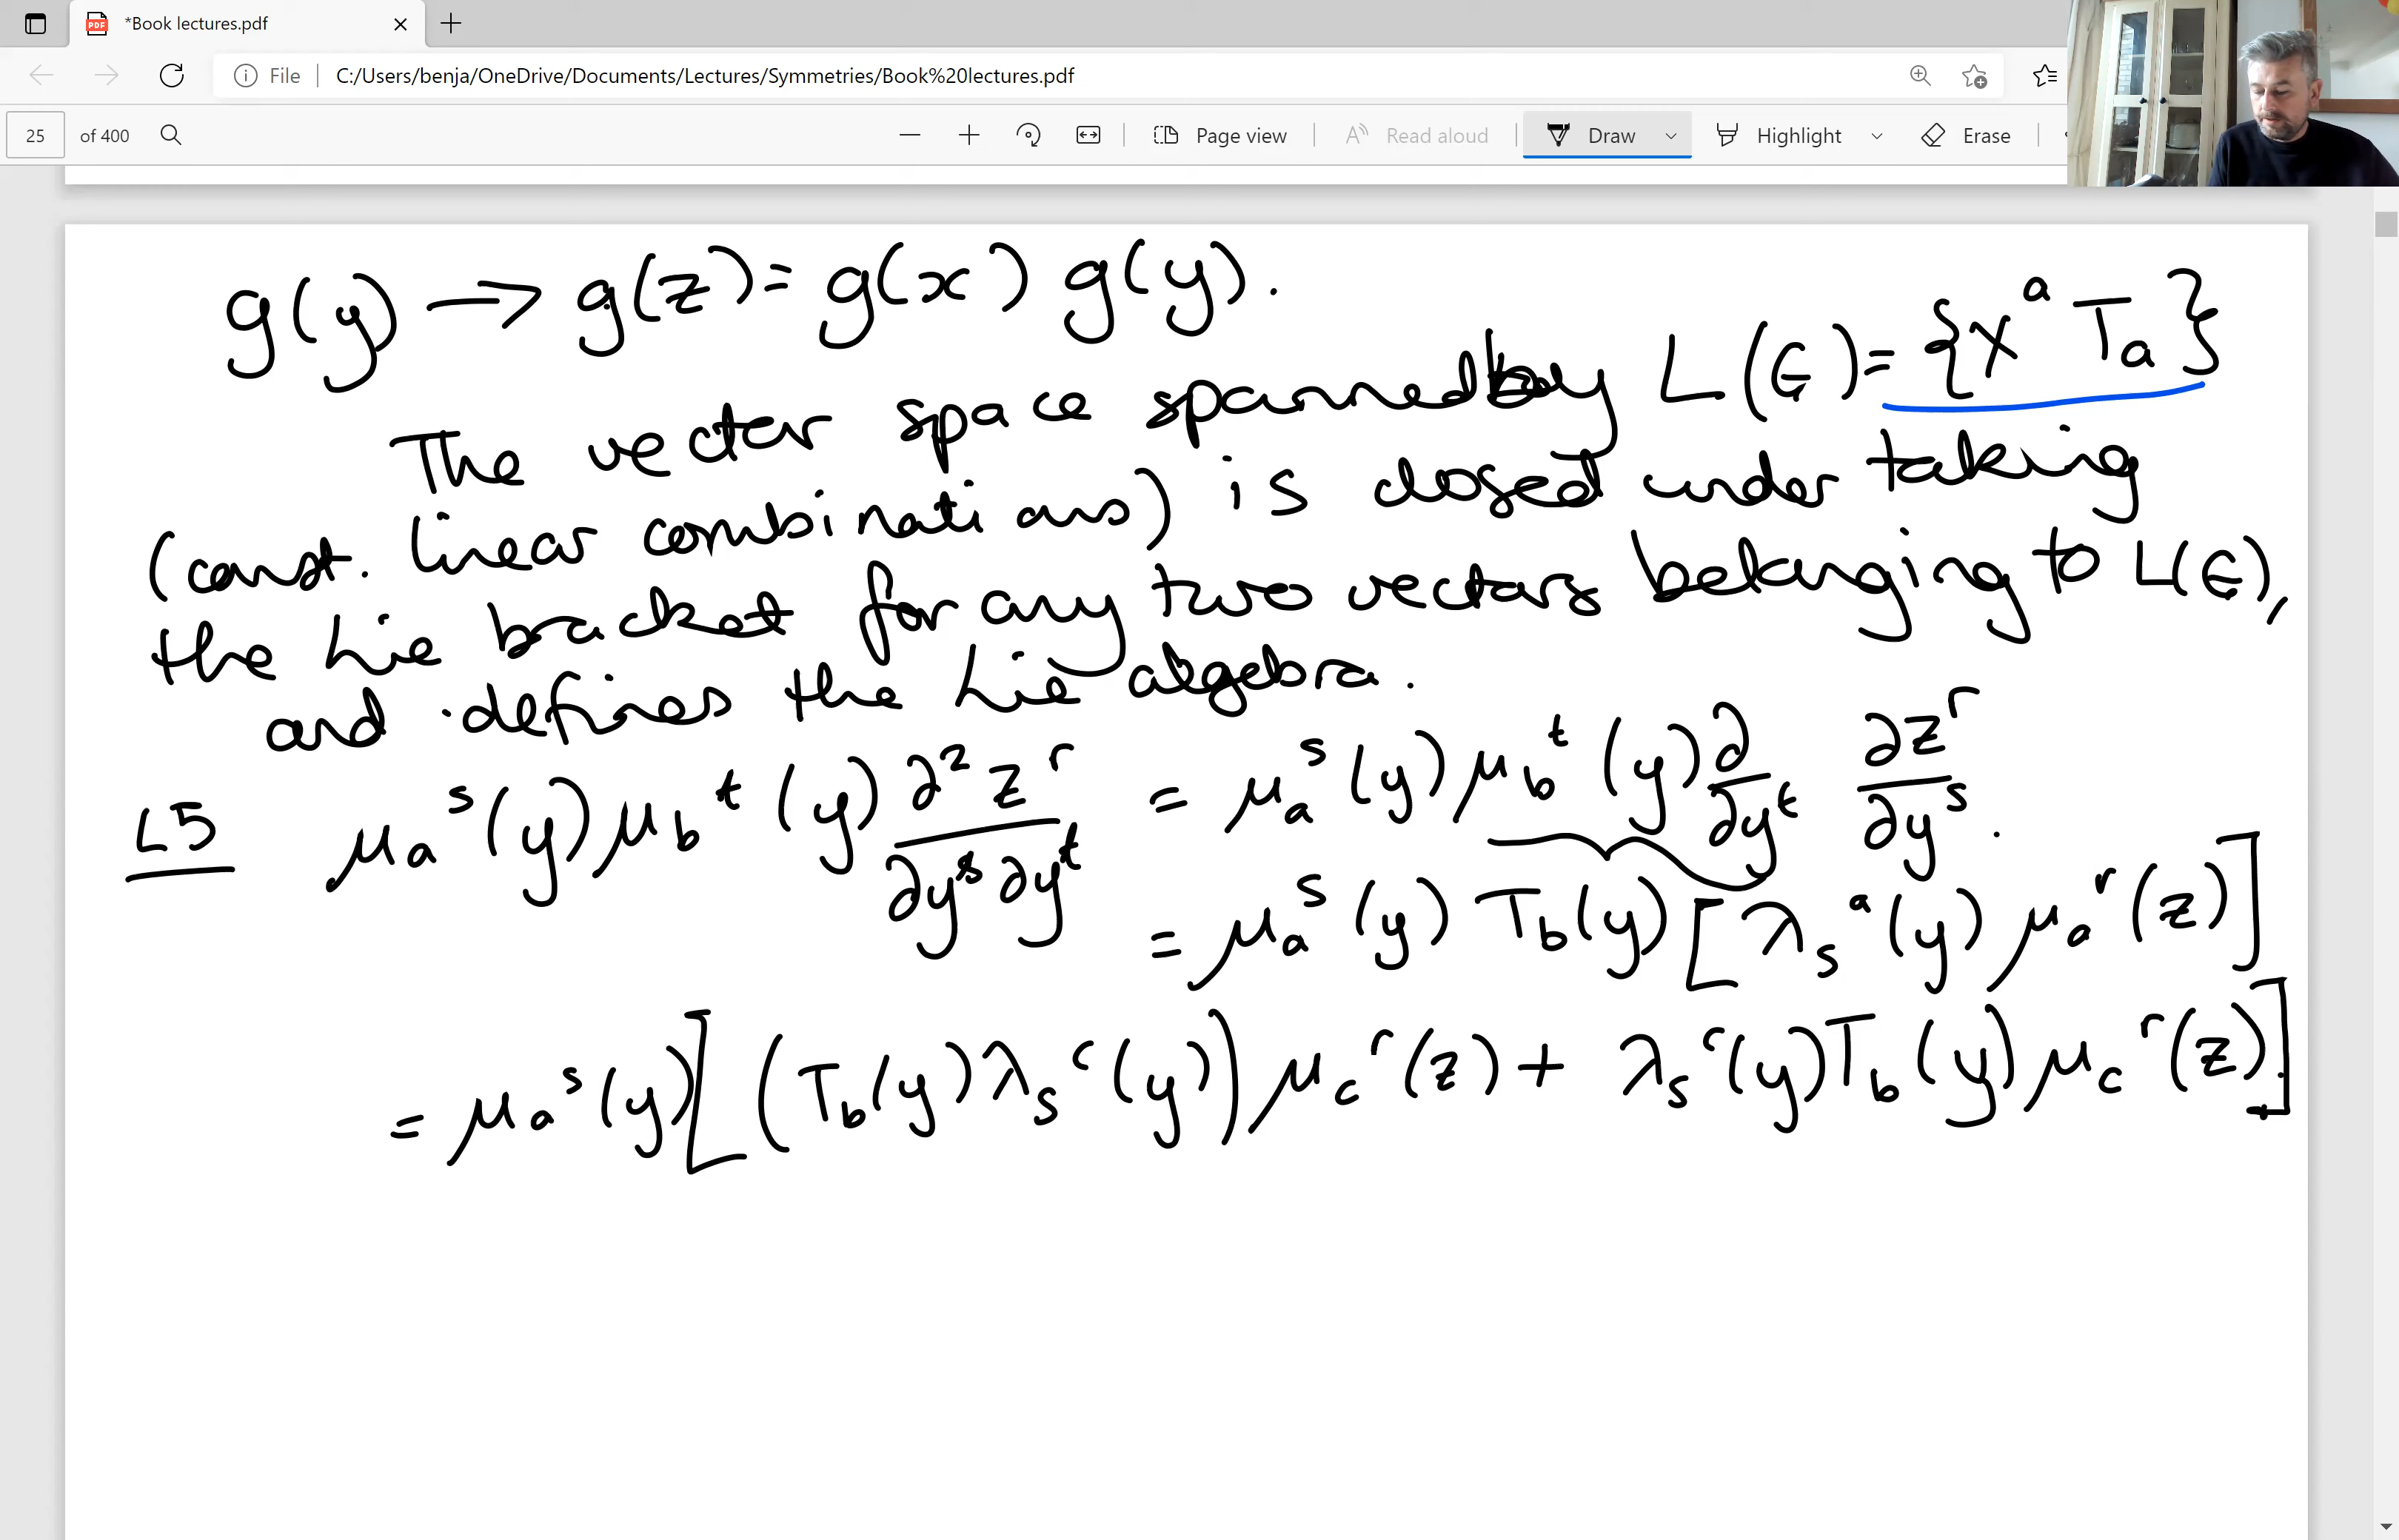 *Book lectures.pdf
File C:/Users/benja/OneDrive/Documents/Lectures/Symmetries/Book%20lectures.pdf
25 of 400 Page view Read aloud Draw Highlight Erase
g(y) → g(z) = g(x) g(y).
The vector space spanned by L(G) = {X^a T_a}
(const. linear combinations) is closed under taking
the Lie bracket for any two vectors belonging to L(G),
and defines the Lie algebra.
L5 μ_a^s(y) μ_b^t(y) ∂²z^r/∂y^s ∂y^t = μ_a^s(y) μ_b^t(y) ∂/∂y^t ∂z^r/∂y^s.
= μ_a^s(y) T_b(y) [λ_s^a(y) μ_a^r(z)]
= μ_a^s(y) [(T_b(y) λ_s^c(y)) μ_c^r(z) + λ_s^c(y) T_b(y) μ_c^r(z)]